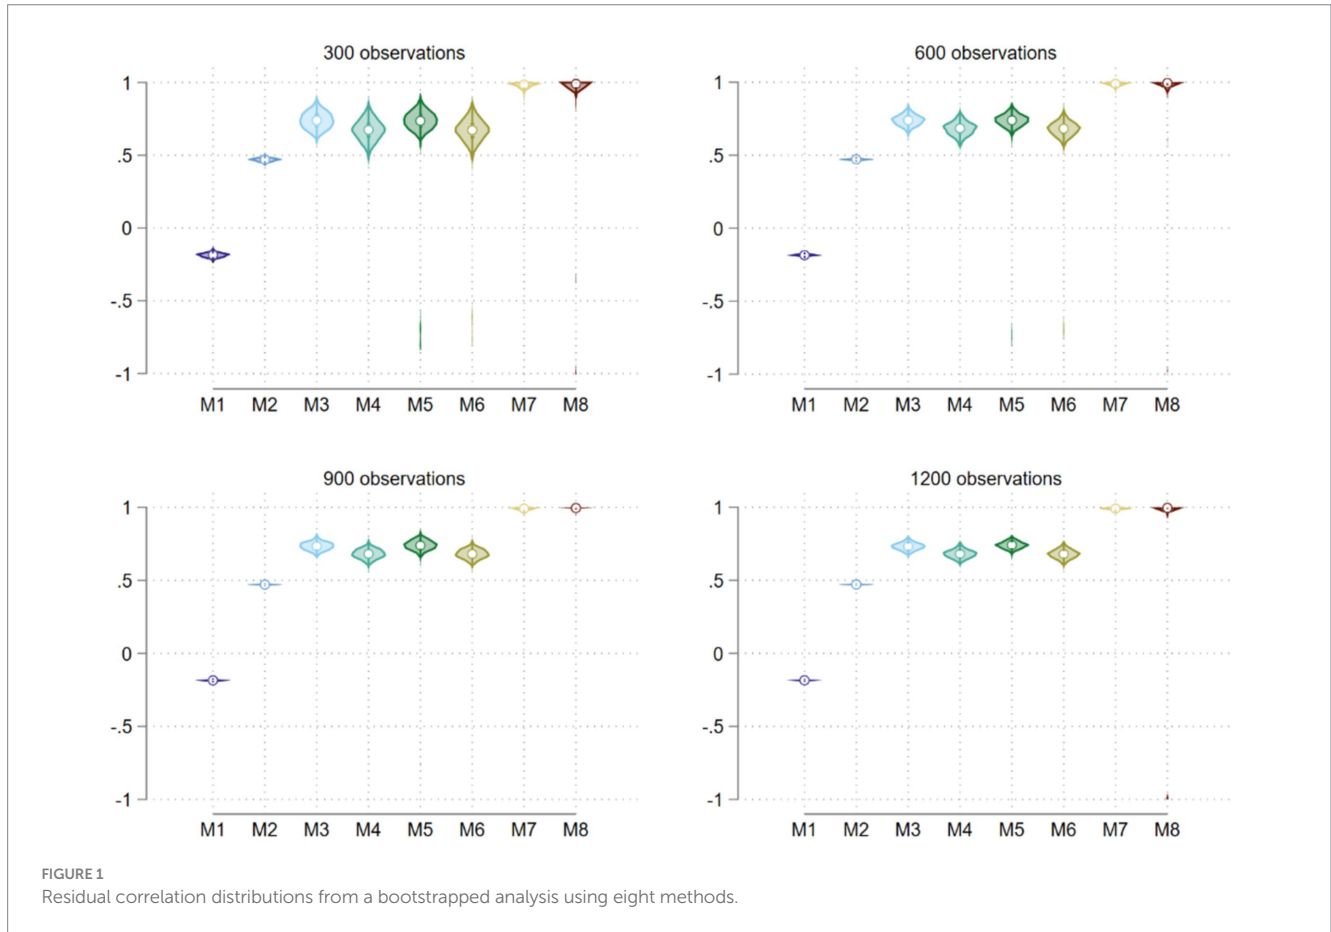 300 observations
1
.5
0
-.5
-1
M1 M2 M3 M4 M5 M6 M7 M8
600 observations
1
.5
0
-.5
-1
M1 M2 M3 M4 M5 M6 M7 M8
900 observations
1
.5
0
-.5
-1
M1 M2 M3 M4 M5 M6 M7 M8
1200 observations
1
.5
0
-.5
-1
M1 M2 M3 M4 M5 M6 M7 M8
FIGURE 1
Residual correlation distributions from a bootstrapped analysis using eight methods.